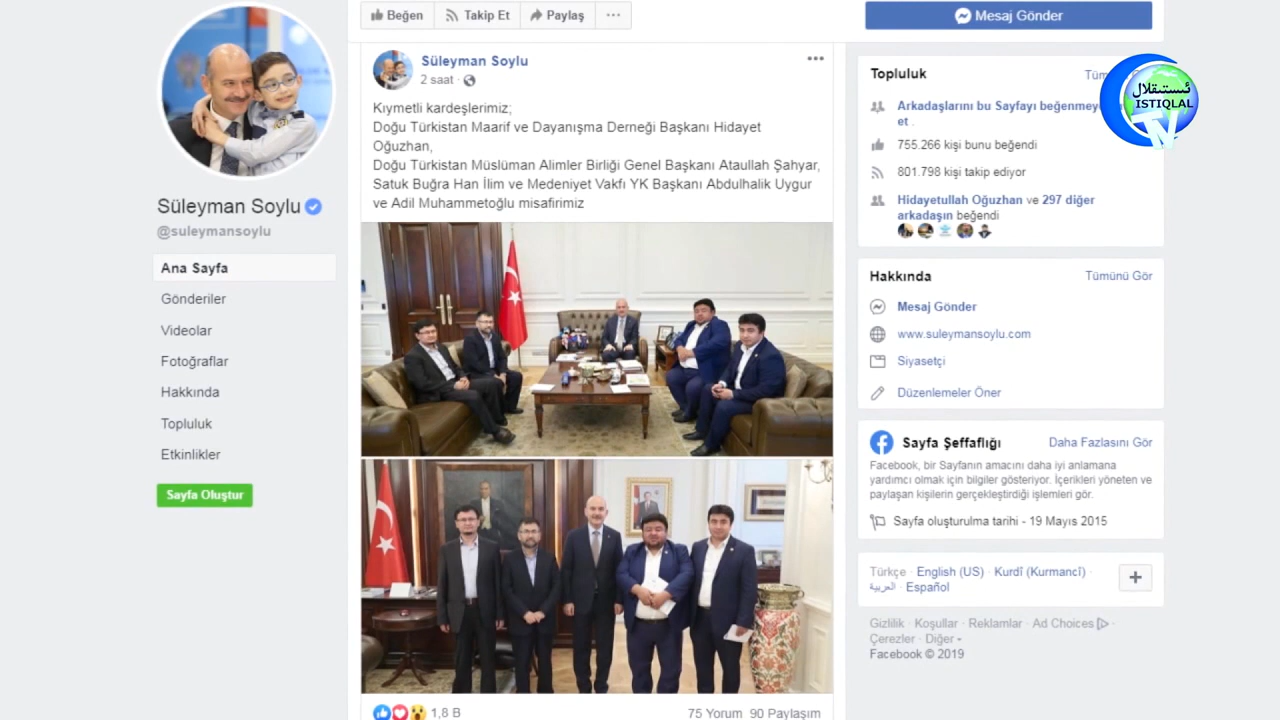 Beğen
Takip Et
Paylaş
Mesaj Gönder
Süleyman Soylu
@suleymansoylu
Ana Sayfa
Gönderiler
Videolar
Fotoğraflar
Hakkında
Topluluk
Etkinlikler
Sayfa Oluştur
Süleyman Soylu
2 saat
Kıymetli kardeşlerimiz;
Doğu Türkistan Maarif ve Dayanışma Derneği Başkanı Hidayet
Oğuzhan,
Doğu Türkistan Müslüman Alimler Birliği Genel Başkanı Ataullah Şahyar,
Satuk Buğra Han İlim ve Medeniyet Vakfı YK Başkanı Abdulhalik Uygur
ve Adil Muhammetoğlu misafirimiz
1,8 B
75 Yorum 90 Paylaşım
Topluluk
ئىستىقلال
ISTIQLAL
TV
Arkadaşlarını bu Sayfayı
et .
755.266 kişi bunu beğendi
801.798 kişi takip ediyor
Hidayetullah Oğuzhan ve 297 diğer
arkadaşın beğendi
Hakkında Tümünü Gör
Mesaj Gönder
www.suleymansoylu.com
Siyasetçi
Düzenlemeler Öner
Sayfa Şeffaflığı Daha Fazlasını Gör
Facebook, bir Sayfanın amacını daha iyi anlamana
yardımcı olmak için bilgiler gösteriyor. İçerikleri yöneten ve
paylaşan kişilerin gerçekleştirdiği işlemleri gör.
Sayfa oluşturulma tarihi - 19 Mayıs 2015
Türkçe · English (US) · Kurdî (Kurmancî) ·
العربية · Español
Gizlilik · Koşullar · Reklamlar · Ad Choices ·
Çerezler · Diğer
Facebook © 2019